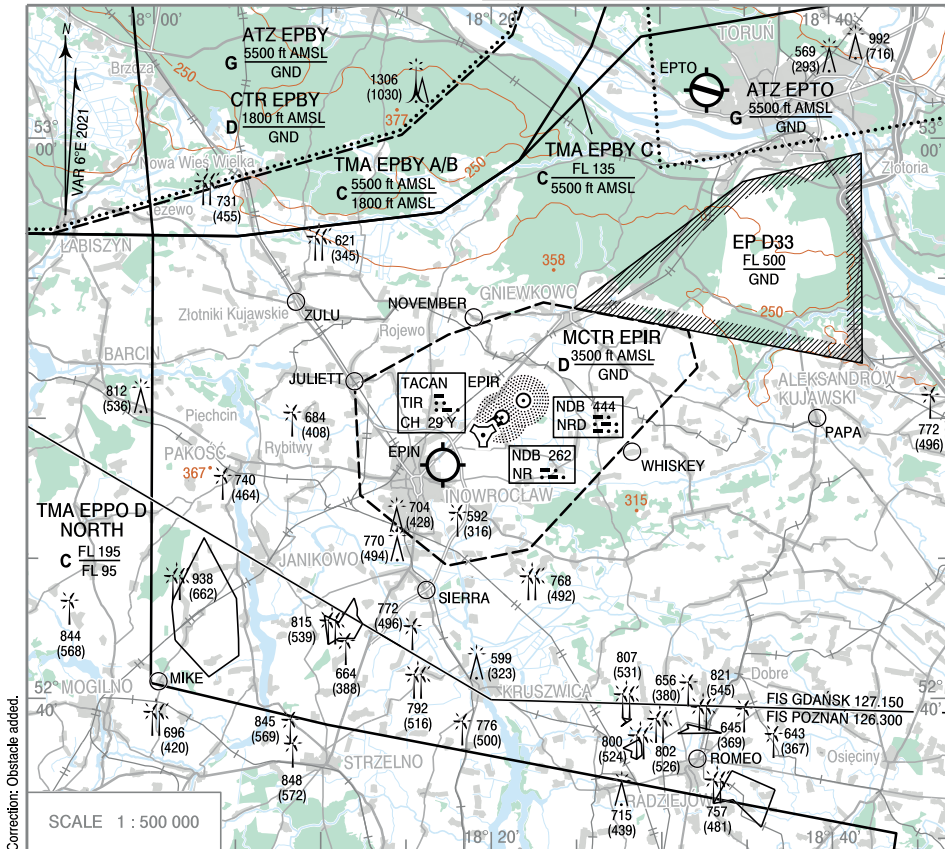 18° 00'
18° 20'
18° 40'
N
VAR 6°E 2021
53°
00'
53°
00'
ATZ EPBY
G 5500 ft AMSL
GND
CTR EPBY
D 1800 ft AMSL
GND
Brzoza
250
1306
(1030)
377
TORUŃ
569
(293)
992
(716)
EPTO
ATZ EPTO
G 5500 ft AMSL
GND
Nowa Wieś Wielka
731
(455)
TMA EPBY A/B
C 5500 ft AMSL
1800 ft AMSL
250
TMA EPBY C
C FL 135
5500 ft AMSL
Złotoria
ŁABISZYN
621
(345)
358
EP D33
FL 500
GND
250
Złotniki Kujawskie
ZULU
NOVEMBER
GNIEWKOWO
Rojewo
MCTR EPIR
D 3500 ft AMSL
GND
BARCIN
JULIETT
812
(536)
Piechcin
684
(408)
TACAN
TIR
CH 29 Y
EPIR
NDB 444
NRD
ALEKSANDRÓW
KUJAWSKI
PAPA
772
(496)
Rybitwy
PAKOŚĆ
367
740
(464)
EPIN
NDB 262
NR
WHISKEY
INOWROCŁAW
315
TMA EPPO D
NORTH
C FL 195
FL 95
704
(428)
592
(316)
770
(494)
JANIKOWO
938
(662)
768
(492)
SIERRA
844
(568)
815
(539)
772
(496)
664
(388)
599
(323)
807
(531)
656
(380)
821
(545)
Dobre
52°
40'
MOGILNO
MIKE
792
(516)
KRUSZWICA
FIS GDAŃSK 127.150
FIS POZNAŃ 126.300
696
(420)
845
(569)
776
(500)
800
(524)
802
(526)
645
(369)
643
(367)
ROMEO
Osięciny
848
(572)
STRZELNO
RADZIEJÓW
715
(439)
757
(481)
SCALE 1 : 500 000
18° 20'
18° 40'
Correction: Obstacle added.